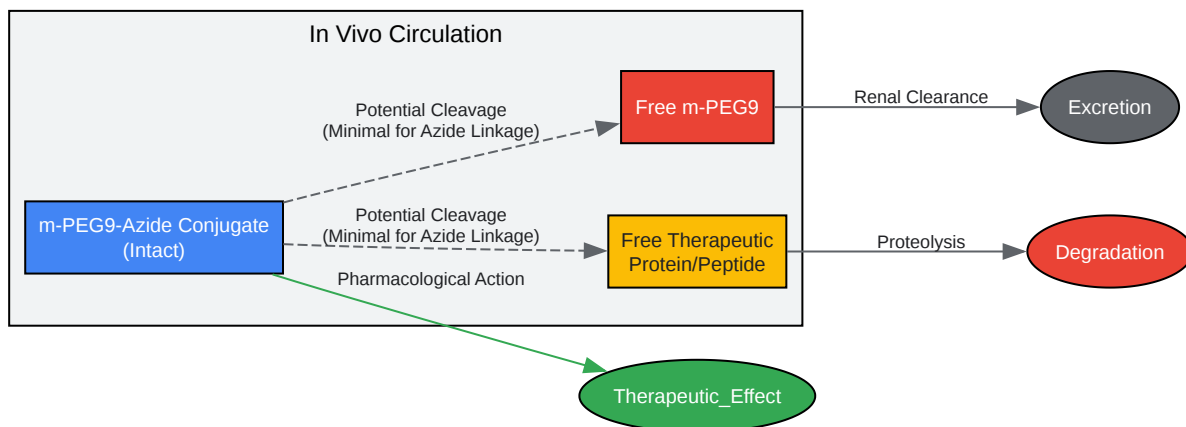 In Vivo Circulation
Potential Cleavage
(Minimal for Azide Linkage)
Free m-PEG9
Renal Clearance
Excretion
m-PEG9-Azide Conjugate
(Intact)
Potential Cleavage
(Minimal for Azide Linkage)
Free Therapeutic
Protein/Peptide
Proteolysis
Degradation
Pharmacological Action
Therapeutic_Effect